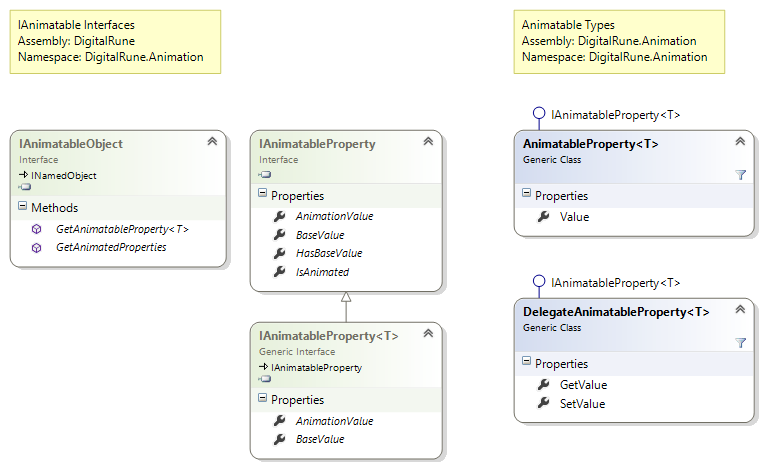 IAnimatable Interfaces
Assembly: DigitalRune
Namespace: DigitalRune.Animation
Animatable Types
Assembly: DigitalRune.Animation
Namespace: DigitalRune.Animation
IAnimatableObject
Interface
INamedObject
Methods
GetAnimatableProperty<T>
GetAnimatedProperties
IAnimatableProperty
Interface
Properties
AnimationValue
BaseValue
HasBaseValue
IsAnimated
IAnimatableProperty<T>
Generic Interface
IAnimatableProperty
Properties
AnimationValue
BaseValue
IAnimatableProperty<T>
AnimatableProperty<T>
Generic Class
Properties
Value
IAnimatableProperty<T>
DelegateAnimatableProperty<T>
Generic Class
Properties
GetValue
SetValue